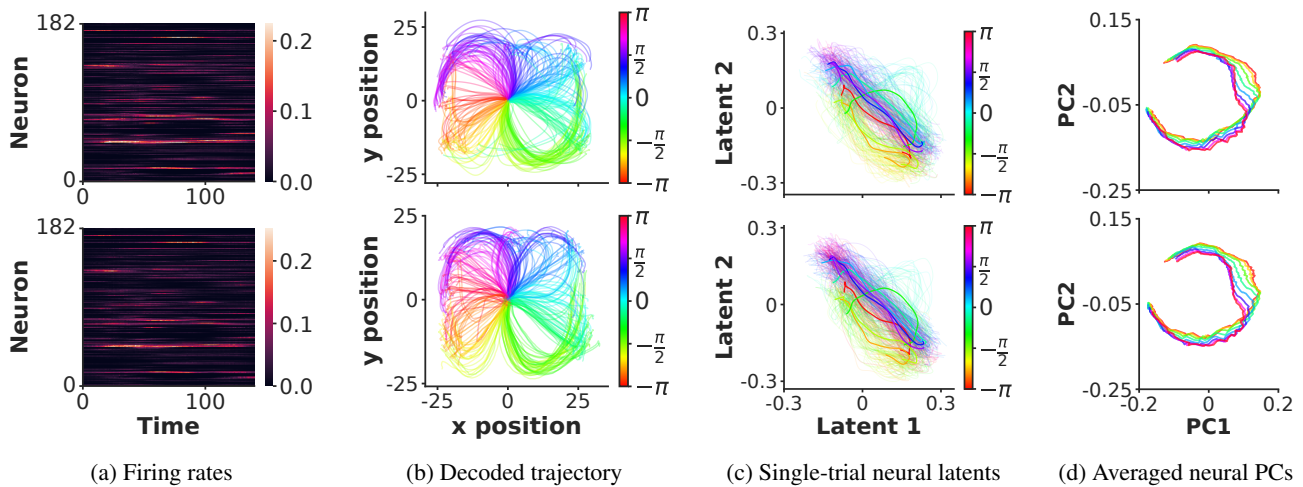 182
Neuron
0
0
100
0.2
0.1
0.0
y position
25
0
-25
π
π/2
0
-π/2
-π
Latent 2
0.3
0
-0.3
π
π/2
0
-π/2
-π
PC2
0.15
-0.05
-0.25
182
Neuron
0
0
100
Time
0.2
0.1
0.0
y position
25
0
-25
-25
0
25
x position
π
π/2
0
-π/2
-π
Latent 2
0.3
0
-0.3
-0.3
0
0.3
Latent 1
π
π/2
0
-π/2
-π
PC2
0.15
-0.05
-0.25
-0.2
0
0.2
PC1
(a) Firing rates
(b) Decoded trajectory
(c) Single-trial neural latents
(d) Averaged neural PCs